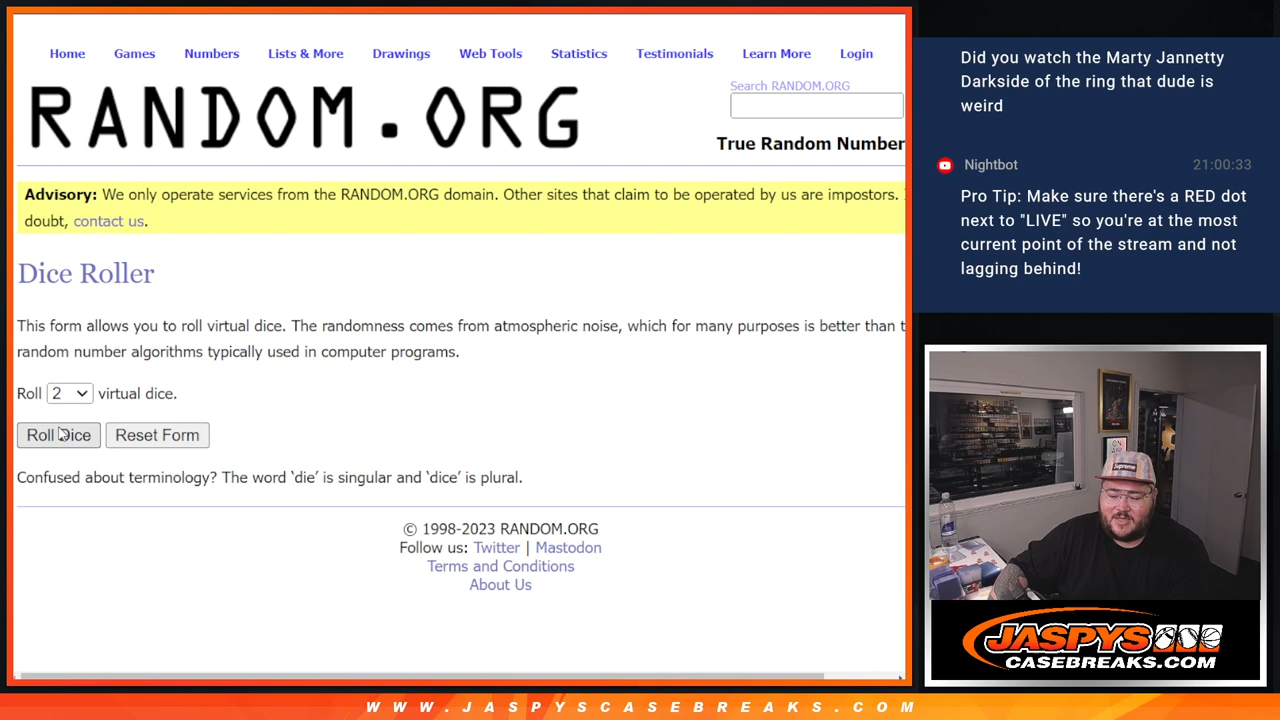 Home Games Numbers Lists & More Drawings Web Tools Statistics Testimonials Learn More Login
RANDOM.ORG
Search RANDOM.ORG
True Random Number
Advisory: We only operate services from the RANDOM.ORG domain. Other sites that claim to be operated by us are impostors.
doubt, contact us.
Dice Roller
This form allows you to roll virtual dice. The randomness comes from atmospheric noise, which for many purposes is better than t
random number algorithms typically used in computer programs.
Roll 2 virtual dice.
Roll Dice Reset Form
Confused about terminology? The word ‘die’ is singular and ‘dice’ is plural.
© 1998-2023 RANDOM.ORG
Follow us: Twitter | Mastodon
Terms and Conditions
About Us
Did you watch the Marty Jannetty
Darkside of the ring that dude is
weird
Nightbot 21:00:33
Pro Tip: Make sure there's a RED dot
next to "LIVE" so you're at the most
current point of the stream and not
lagging behind!
Supreme
JASPYS
CASEBREAKS.COM
WWW.JASPYSCASEBREAKS.COM